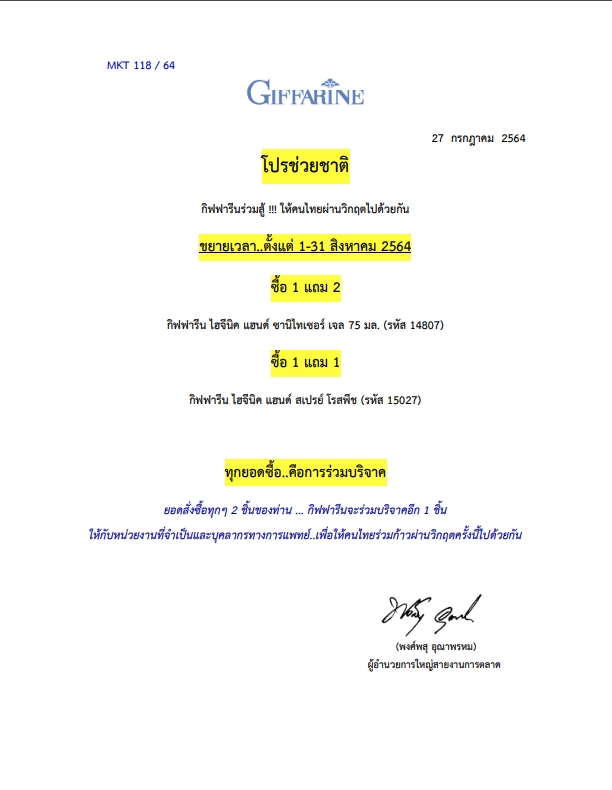 MKT 118 / 64
GIFFARINE
27 กรกฎาคม 2564
โปรช่วยชาติ
กิฟฟารีนร่วมสู้ !!! ให้คนไทยผ่านวิกฤตไปด้วยกัน
ขยายเวลา..ตั้งแต่ 1-31 สิงหาคม 2564
ซื้อ 1 แถม 2
กิฟฟารีน ไฮจีนิค แฮนด์ ซานิไทเซอร์ เจล 75 มล. (รหัส 14807)
ซื้อ 1 แถม 1
กิฟฟารีน ไฮจีนิค แฮนด์ สเปรย์ โรสพีช (รหัส 15027)
ทุกยอดซื้อ..คือการร่วมบริจาค
ยอดสั่งซื้อทุกๆ 2 ชิ้นของท่าน ... กิฟฟารีนจะร่วมบริจาคอีก 1 ชิ้น
ให้กับหน่วยงานที่จำเป็นและบุคลากรทางการแพทย์..เพื่อให้คนไทยร่วมก้าวผ่านวิกฤตครั้งนี้ไปด้วยกัน
(พงศ์พสุ อุณาพรหม)
ผู้อำนวยการใหญ่สายงานการตลาด